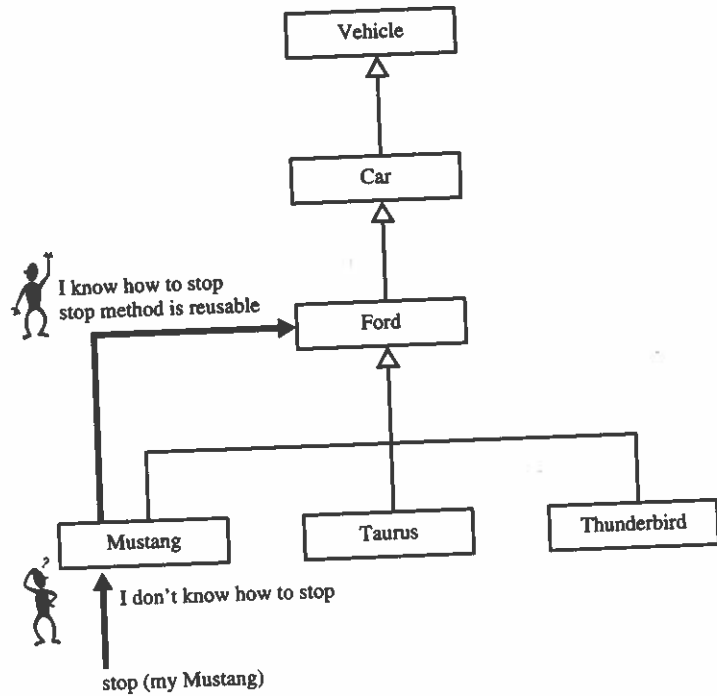 Vehicle
Car
I know how to stop
stop method is reusable
Ford
Mustang
Taurus
Thunderbird
?
I don't know how to stop
stop (my Mustang)